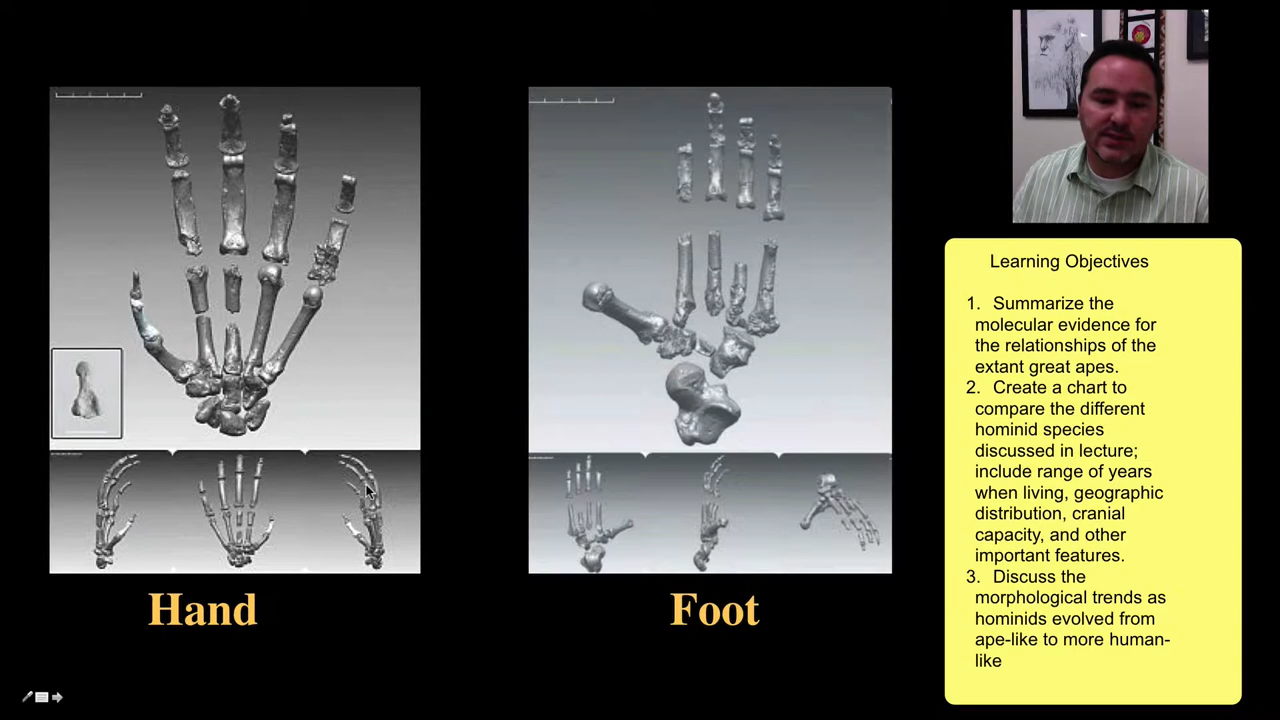 Hand
Foot
Learning Objectives
1. Summarize the
molecular evidence for
the relationships of the
extant great apes.
2. Create a chart to
compare the different
hominid species
discussed in lecture;
include range of years
when living, geographic
distribution, cranial
capacity, and other
important features.
3. Discuss the
morphological trends as
hominids evolved from
ape-like to more human-
like